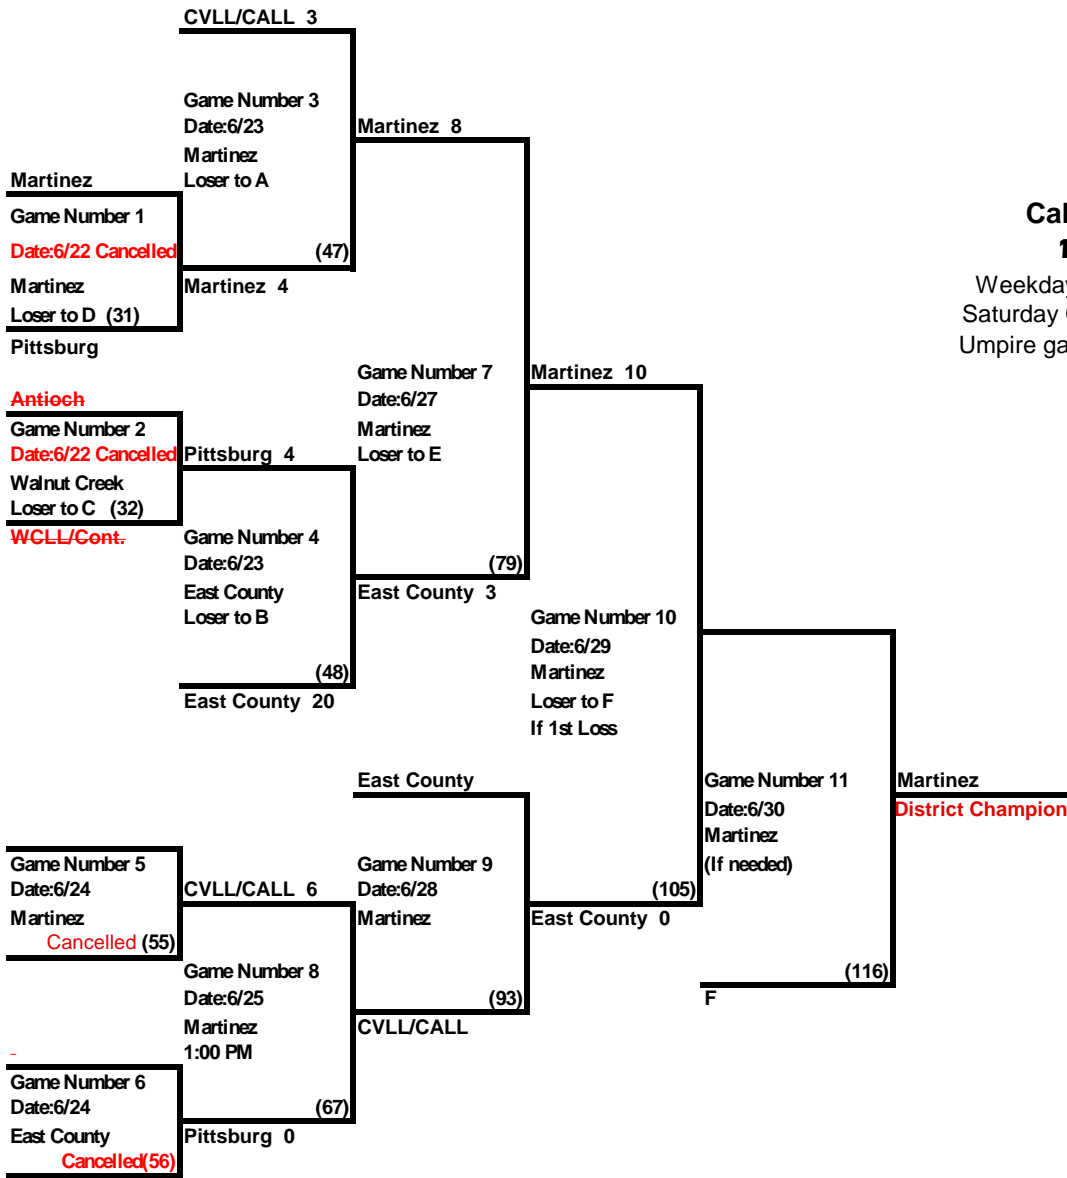 CVLL/CALL 3
Game Number 3
Date:6/23
Martinez 8
Martinez
Loser to A
Martinez
Game Number 1
Date:6/22 Cancelled
(47)
Martinez
Martinez 4
Loser to D (31)
Pittsburg
Weekday
Saturday
Umpire ga
Game Number 7
Martinez 10
Antioch
Date:6/27
Game Number 2
Martinez
Date:6/22 Cancelled
Pittsburg 4
Loser to E
Walnut Creek
Loser to C (32)
WCLL/Cont.
Game Number 4
Date:6/23
(79)
East County
East County 3
Loser to B
Game Number 10
Date:6/29
(48)
Martinez
East County 20
Loser to F
If 1st Loss
East County
Game Number 11
Martinez
Date:6/30
District Champion
Martinez
(If needed)
Game Number 5
Game Number 9
Date:6/24
CVLL/CALL 6
Date:6/28
(105)
Martinez
Martinez
East County 0
Cancelled (55)
Game Number 8
(116)
Date:6/25
(93)
F
Martinez
CVLL/CALL
1:00 PM
-
Game Number 6
Date:6/24
(67)
East County
Pittsburg 0
Cancelled(56)